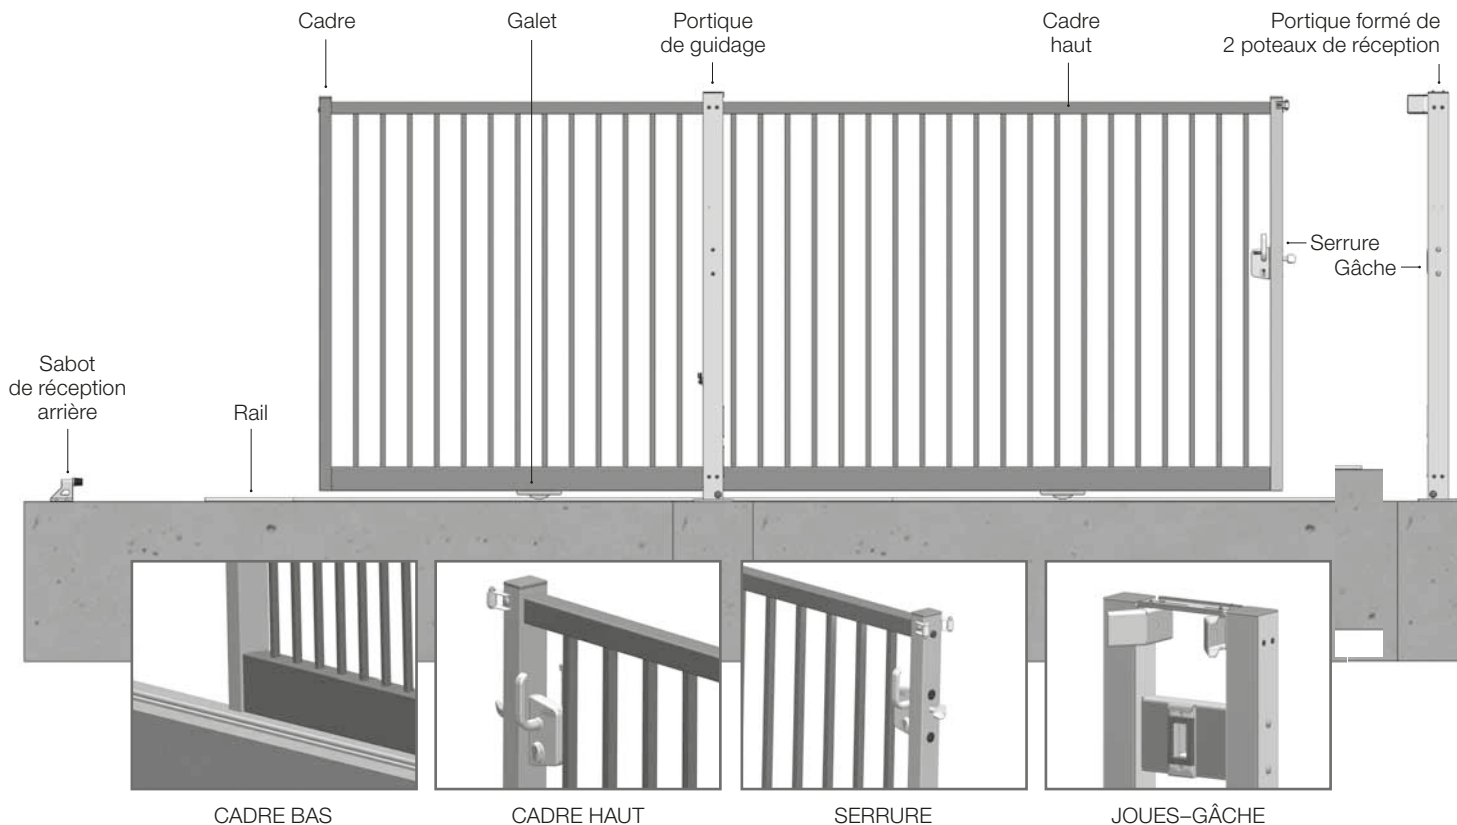 Cadre
Galet
Portique
de guidage
Cadre
haut
Portique formé de
2 poteaux de réception
Serrure
Gâche
Sabot
de réception
arrière
Rail
CADRE BAS
CADRE HAUT
SERRURE
JOUES–GÂCHE